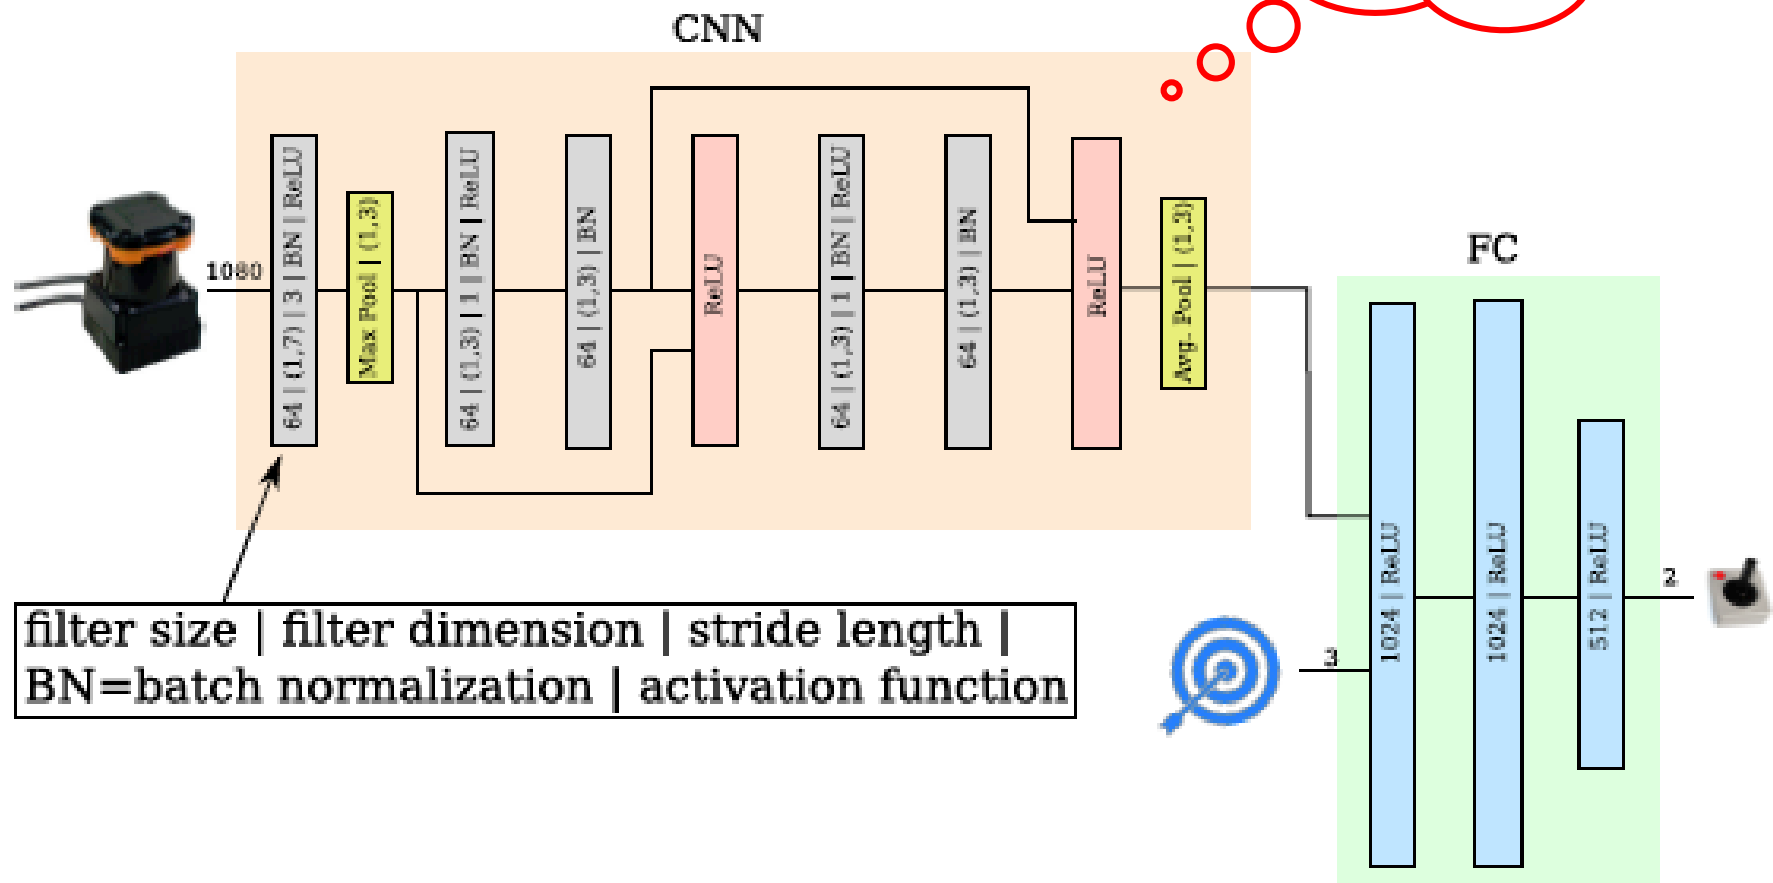 CNN
1080
64 | (1,7) | 3 | BN | ReLU
Max Pool | (1,3)
64 | (1,3) | 1 | BN | ReLU
64 | (1,3) | BN
ReLU
64 | (1,3) | 1 | BN | ReLU
64 | (1,3) | BN
ReLU
Avg. Pool | (1,3)
filter size | filter dimension | stride length |
BN=batch normalization | activation function
FC
3
1024 | ReLU
1024 | ReLU
512 | ReLU
2